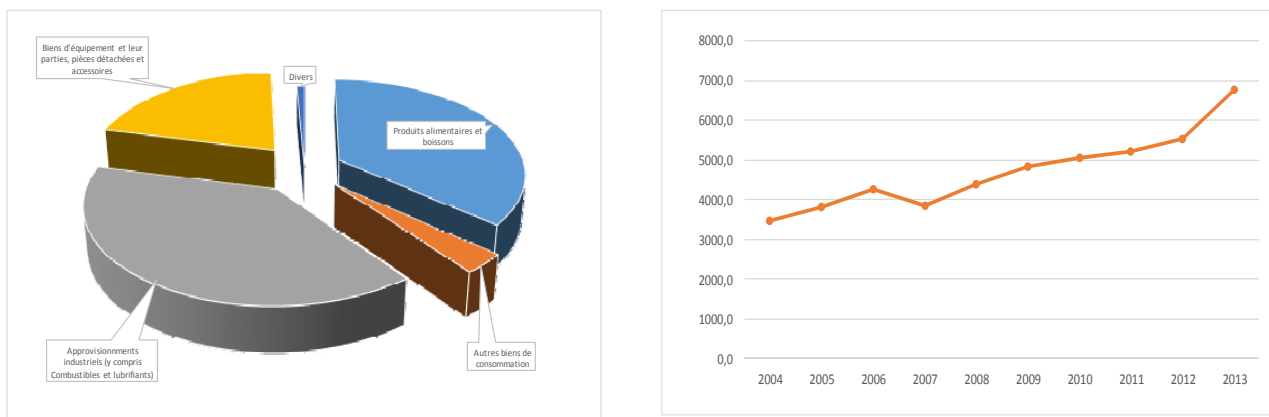 Biens d'équipement et leur
parties, pièces détachées et
accessoires
Divers
Produits alimentaires et
boissons
Approvisionnments
industriels (y compris
Combustibles et lubrifiants)
Autres biens de
consommation
8000,0
7000,0
6000,0
5000,0
4000,0
3000,0
2000,0
1000,0
0,0
2004 2005 2006 2007 2008 2009 2010 2011 2012 2013